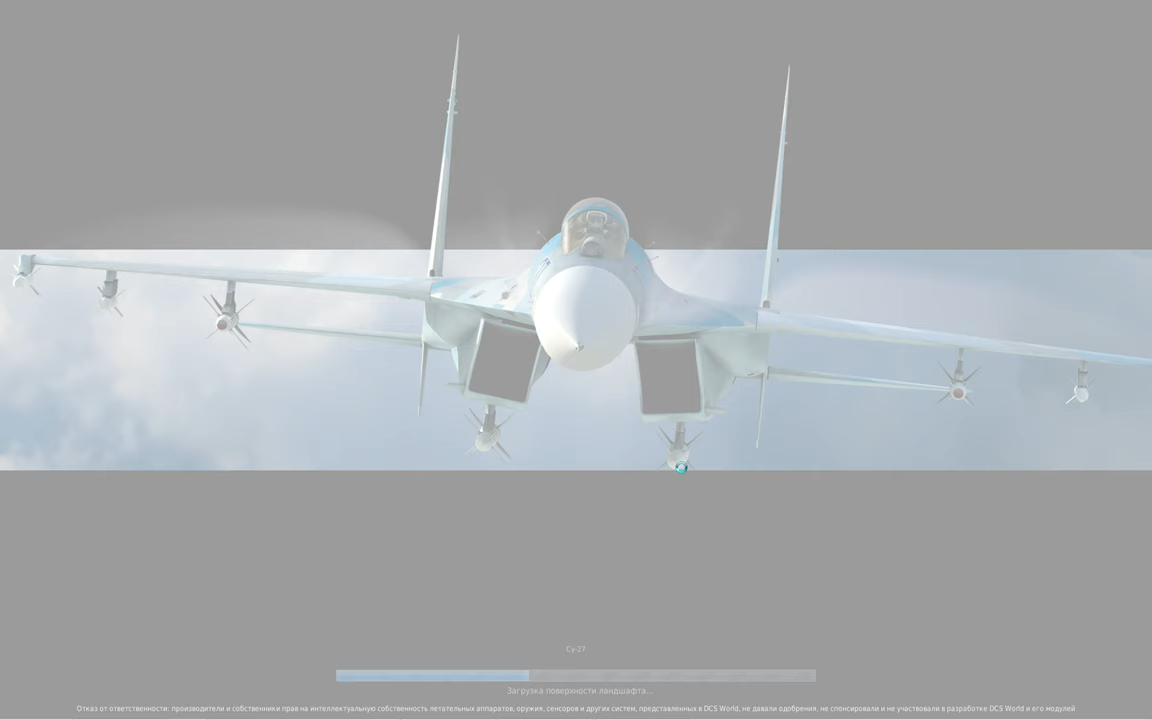 Су-27
Загрузка поверхности ландшафта...
Отказ от ответственности: производители и собственники прав на интеллектуальную собственность летательных аппаратов, оружия, сенсоров и других систем, представленных в DCS World, не давали одобрения, не спонсировали и не участвовали в разработке DCS World и его модулей